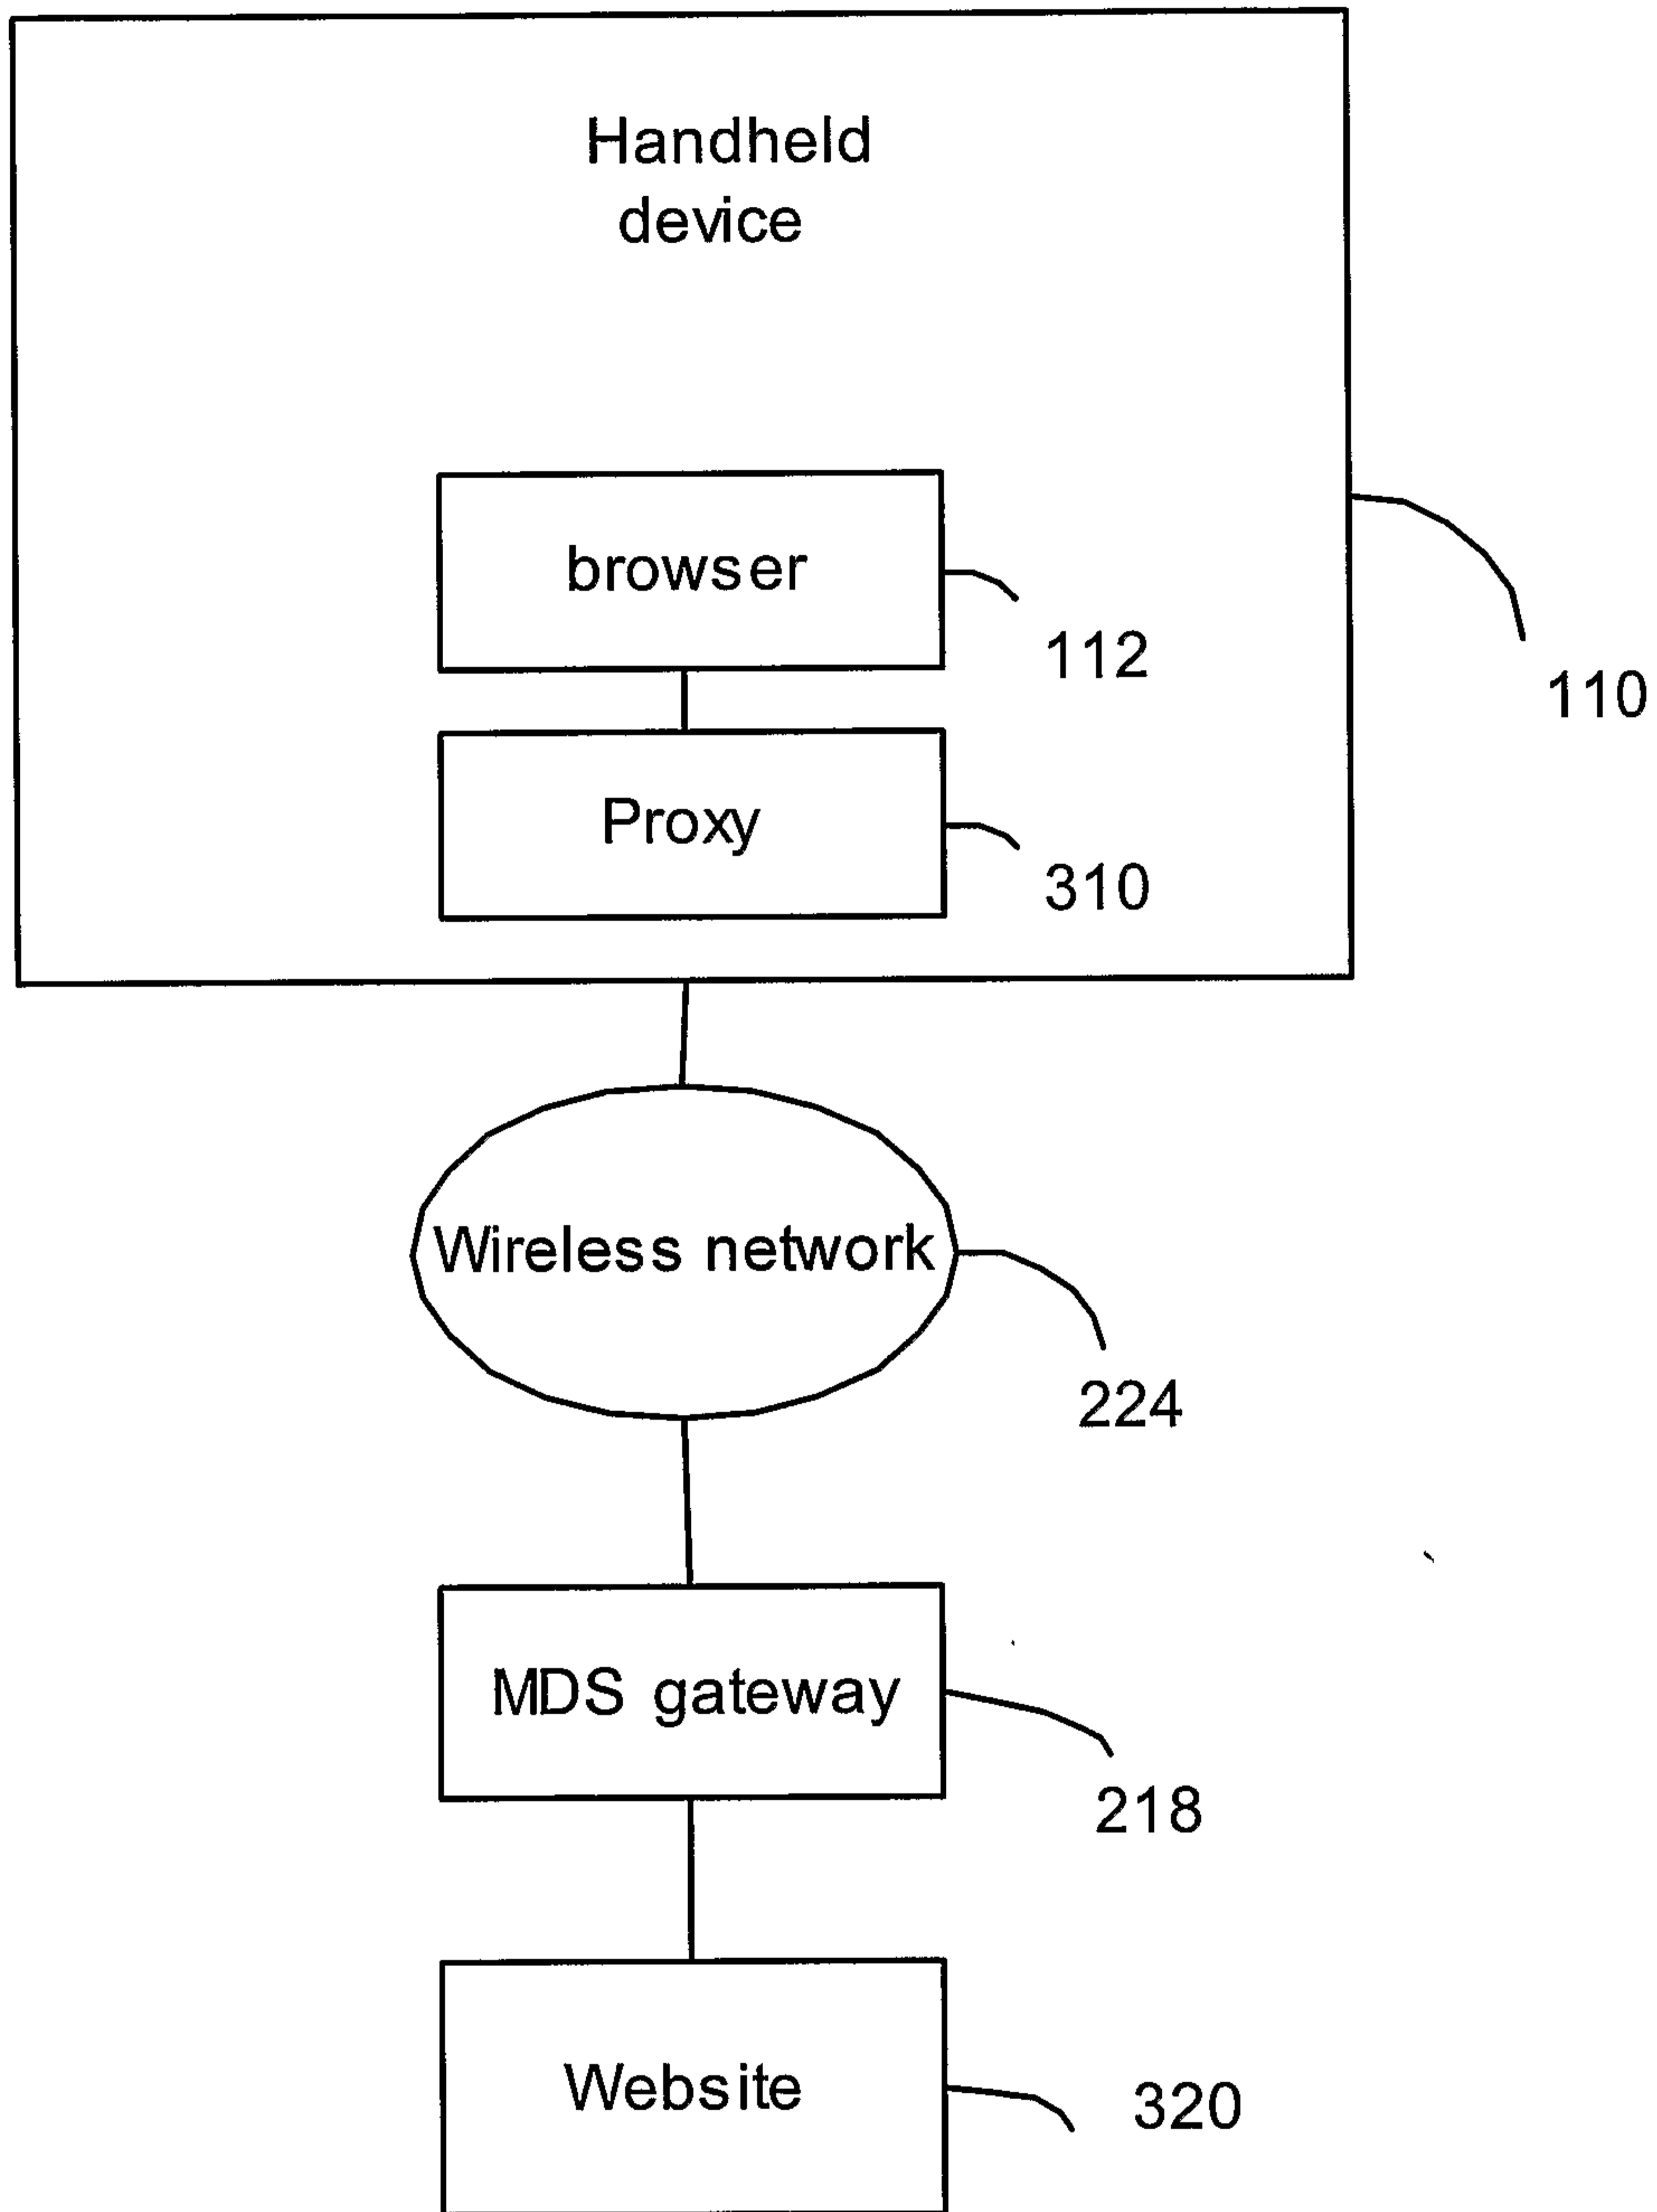 Handheld
device
browser
112
110
Proxy
310
Wireless network
224
MDS gateway
218
Website
320